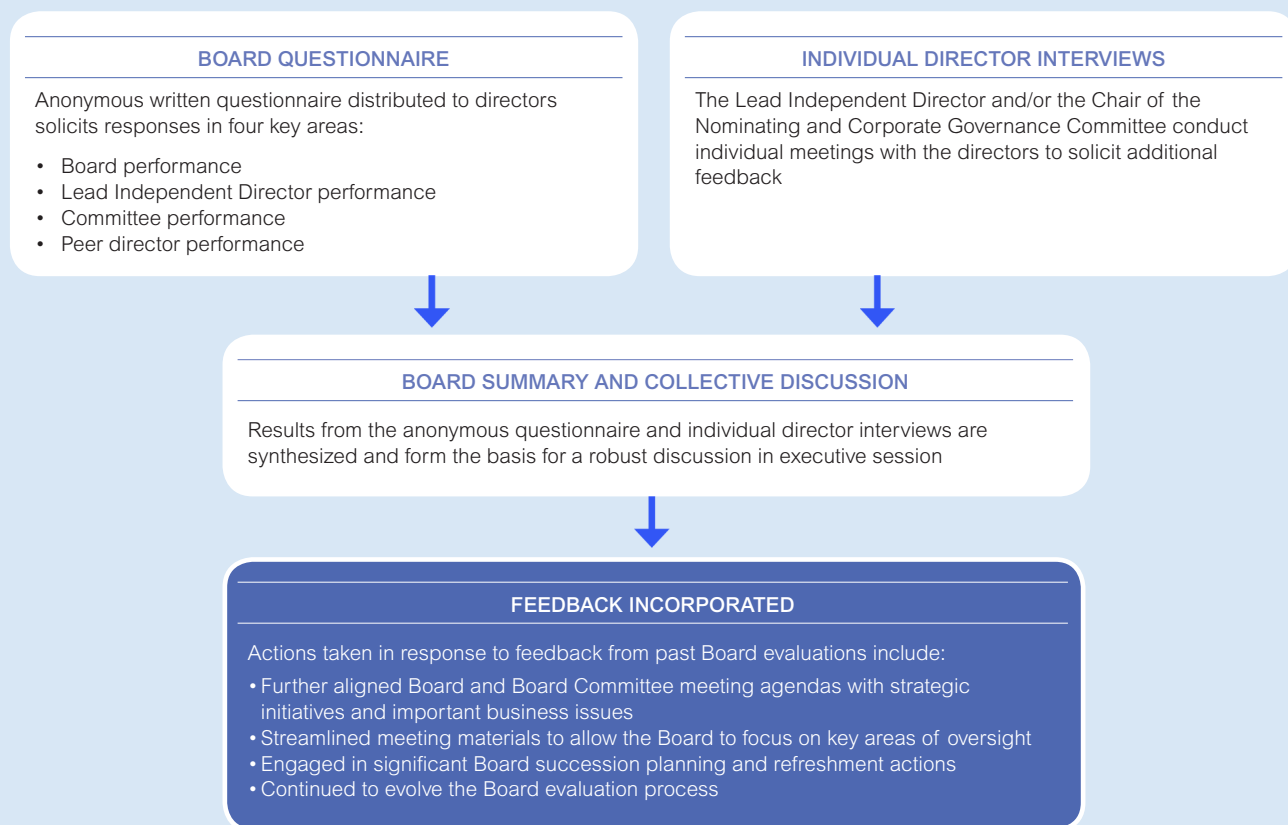 BOARD QUESTIONNAIRE
Anonymous written questionnaire distributed to directors
solicits responses in four key areas:
• Board performance
• Lead Independent Director performance
• Committee performance
• Peer director performance
INDIVIDUAL DIRECTOR INTERVIEWS
The Lead Independent Director and/or the Chair of the
Nominating and Corporate Governance Committee conduct
individual meetings with the directors to solicit additional
feedback
BOARD SUMMARY AND COLLECTIVE DISCUSSION
Results from the anonymous questionnaire and individual director interviews are
synthesized and form the basis for a robust discussion in executive session
FEEDBACK INCORPORATED
Actions taken in response to feedback from past Board evaluations include:
• Further aligned Board and Board Committee meeting agendas with strategic
initiatives and important business issues
• Streamlined meeting materials to allow the Board to focus on key areas of oversight
• Engaged in significant Board succession planning and refreshment actions
• Continued to evolve the Board evaluation process